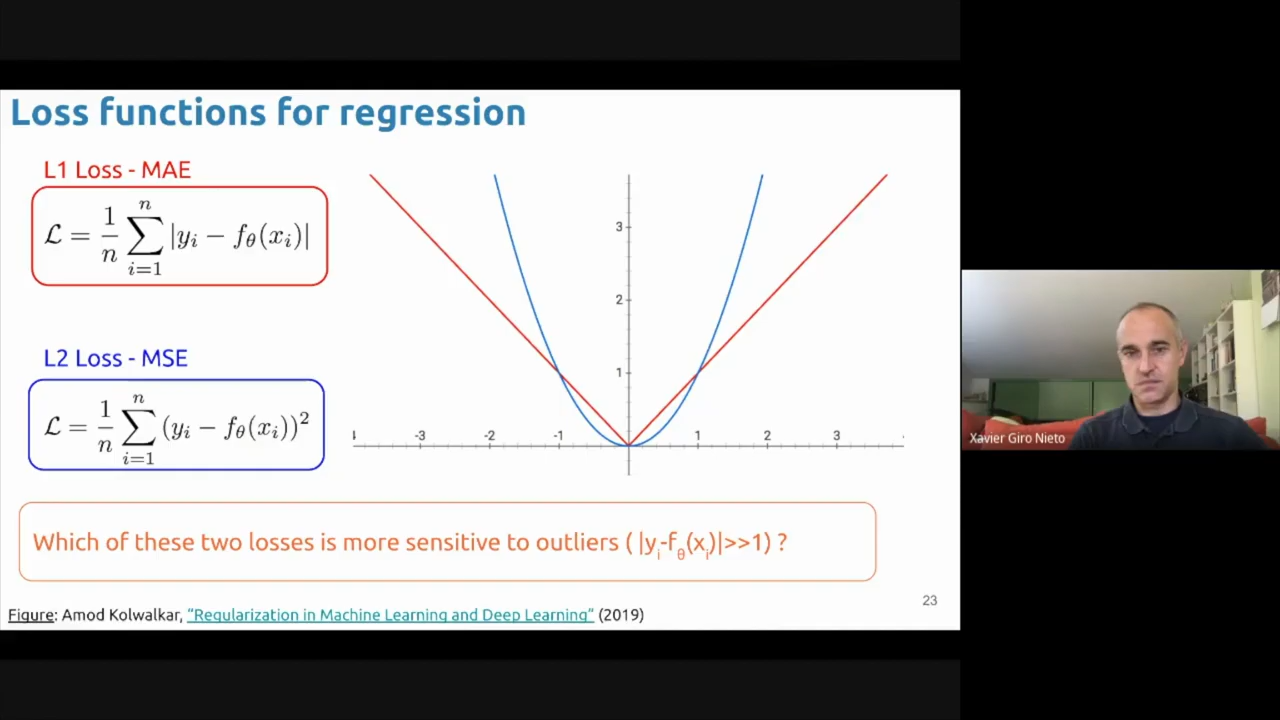 Loss functions for regression
L1 Loss - MAE
ℒ = 1/n ∑_{i=1}^{n} |y_i − f_θ(x_i)|
L2 Loss - MSE
ℒ = 1/n ∑_{i=1}^{n} (y_i − f_θ(x_i))²
3
2
1
-3 -2 -1 1 2 3
Which of these two losses is more sensitive to outliers ( |y_i-f_θ(x_i)|>>1) ?
23
Figure: Amod Kolwalkar, “Regularization in Machine Learning and Deep Learning” (2019)
Xavier Giro Nieto